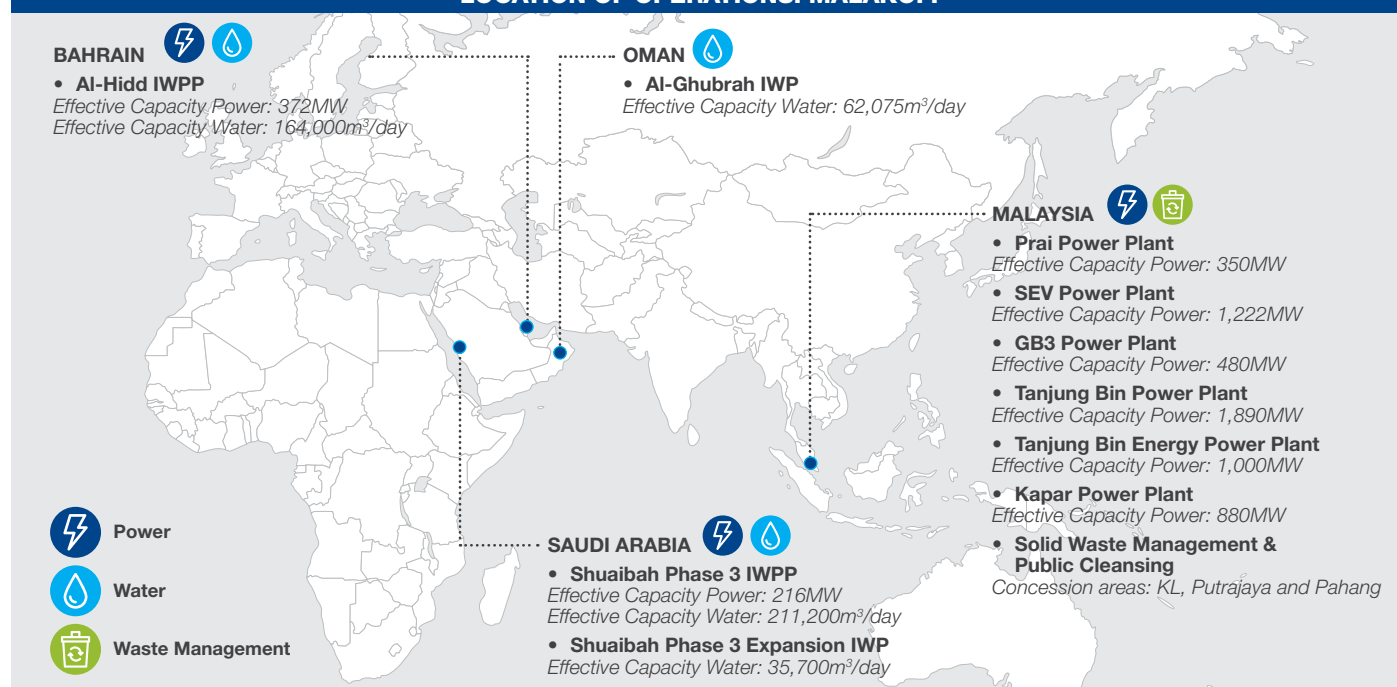 LOCATION OF OPERATIONS: MALAKOFF
BAHRAIN
• Al-Hidd IWPP
Effective Capacity Power: 372MW
Effective Capacity Water: 164,000m³/day
OMAN
• Al-Ghubrah IWP
Effective Capacity Water: 62,075m³/day
MALAYSIA
• Prai Power Plant
Effective Capacity Power: 350MW
• SEV Power Plant
Effective Capacity Power: 1,222MW
• GB3 Power Plant
Effective Capacity Power: 480MW
• Tanjung Bin Power Plant
Effective Capacity Power: 1,890MW
• Tanjung Bin Energy Power Plant
Effective Capacity Power: 1,000MW
• Kapar Power Plant
Effective Capacity Power: 880MW
• Solid Waste Management &
Public Cleansing
Concession areas: KL, Putrajaya and Pahang
SAUDI ARABIA
• Shuaibah Phase 3 IWPP
Effective Capacity Power: 216MW
Effective Capacity Water: 211,200m³/day
• Shuaibah Phase 3 Expansion IWP
Effective Capacity Water: 35,700m³/day
Power
Water
Waste Management